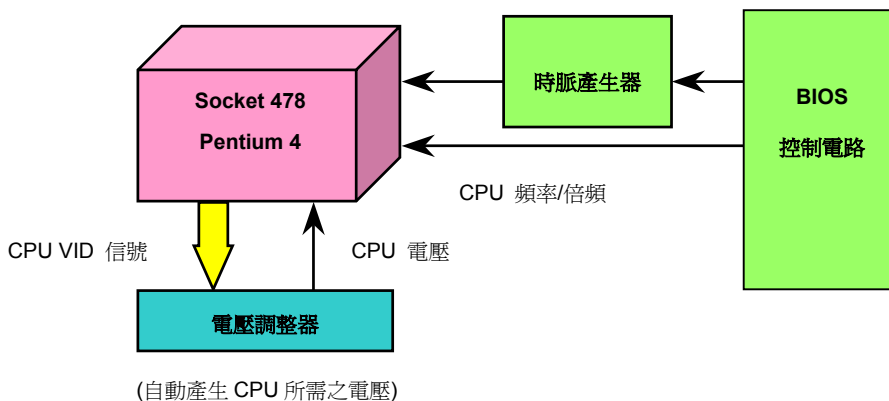 Socket 478
Pentium 4
時脈產生器
BIOS
控制電路
CPU 頻率/倍頻
CPU VID 信號
CPU 電壓
電壓調整器
(自動產生 CPU 所需之電壓)